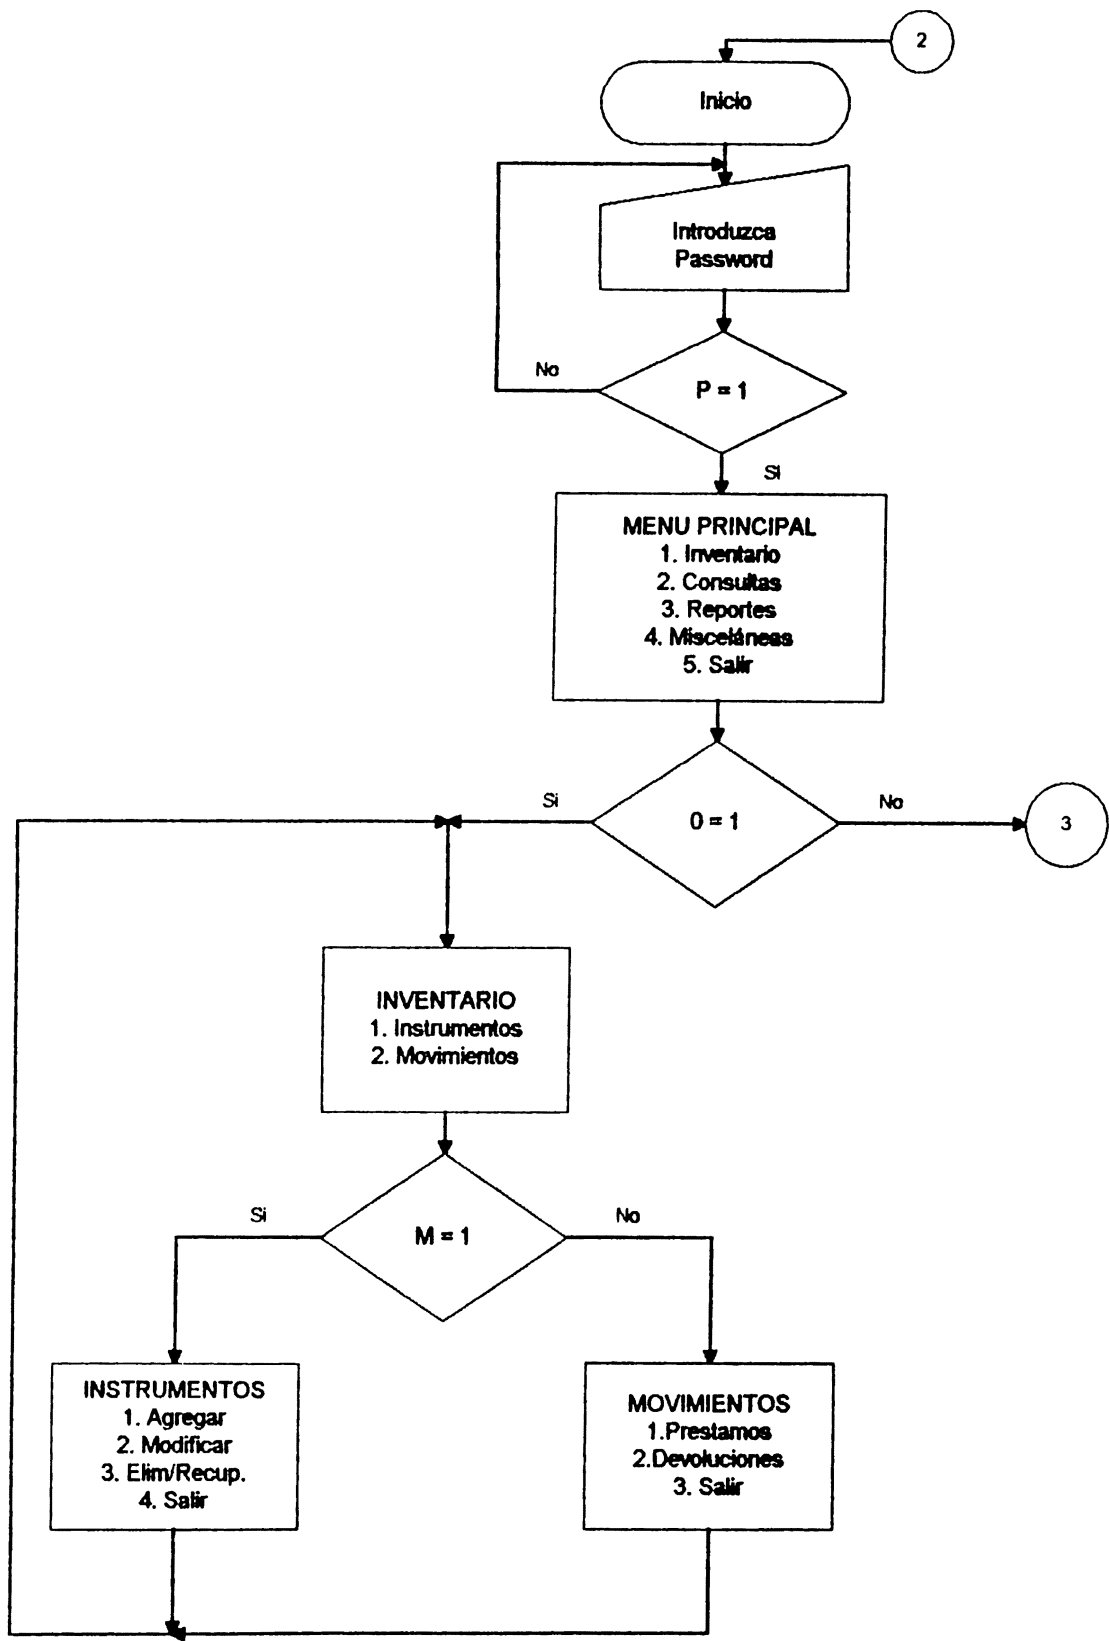 2
Inicio
Introduzca
Password
No
P = 1
Si
MENU PRINCIPAL
1. Inventario
2. Consultas
3. Reportes
4. Misceláneas
5. Salir
Si
0 = 1
No
3
INVENTARIO
1. Instrumentos
2. Movimientos
Si
M = 1
No
INSTRUMENTOS
1. Agregar
2. Modificar
3. Elim/Recup.
4. Salir
MOVIMIENTOS
1.Prestamos
2.Devoluciones
3. Salir